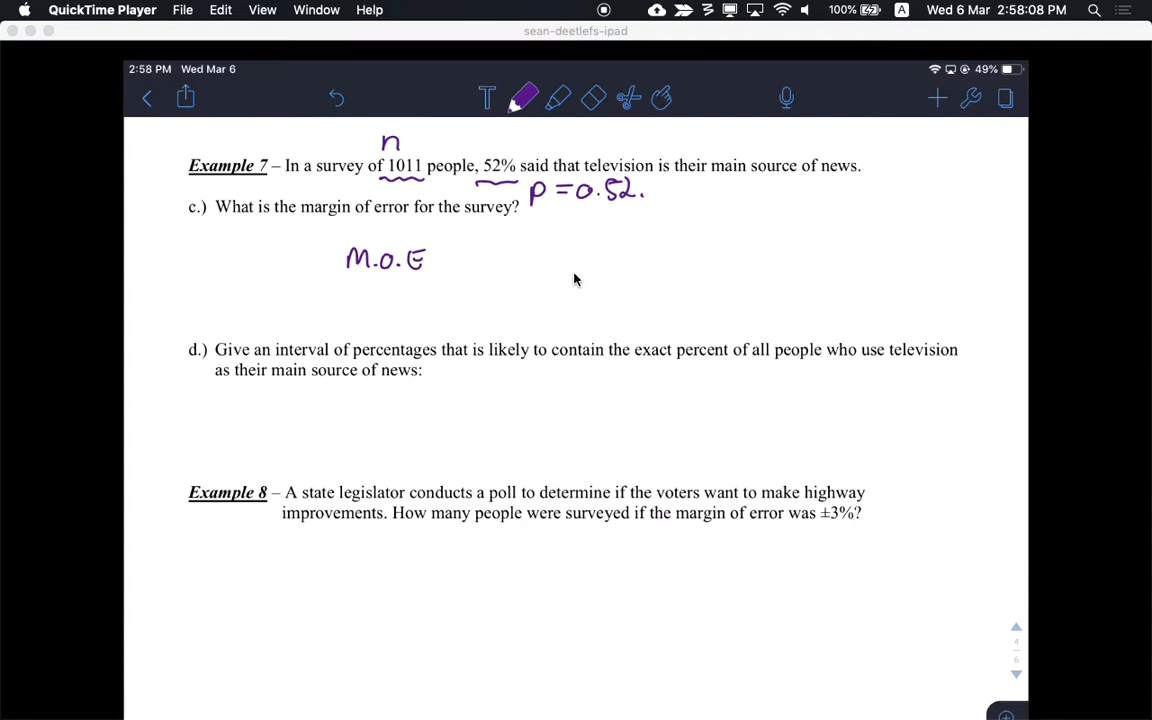 QuickTime Player File Edit View Window Help 100% A Wed 6 Mar 2:58:08 PM
sean-deetlefs-ipad
2:58 PM Wed Mar 6 49%
T
n
Example 7 – In a survey of 1011 people, 52% said that television is their main source of news.
p = 0.52.
c.) What is the margin of error for the survey?
M.O.E
d.) Give an interval of percentages that is likely to contain the exact percent of all people who use television
as their main source of news:
Example 8 – A state legislator conducts a poll to determine if the voters want to make highway
improvements. How many people were surveyed if the margin of error was ±3%?
4
6